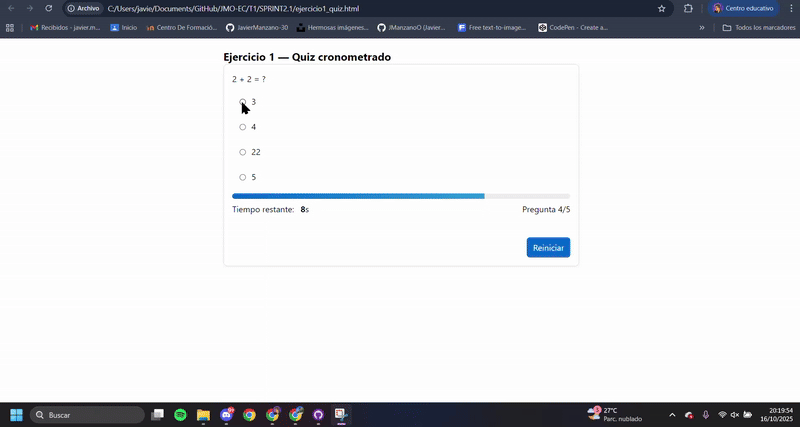 Archivo C:/Users/javie/Documents/GitHub/JMO-EC/T1/SPRINT2.1/ejercicio1_quiz.html Centro educativo
Recibidos - javier.m... Inicio Centro De Formació... JavierManzano-30 Hermosas imágenes... JManzanoO (Javier... Free text-to-image... CodePen - Create a... » Todos los marcadores
Ejercicio 1 — Quiz cronometrado
2 + 2 = ?
3
4
22
5
Tiempo restante: 8s Pregunta 4/5
Reiniciar
Buscar 27°C Parc. nublado 20:19:54
16/10/2025